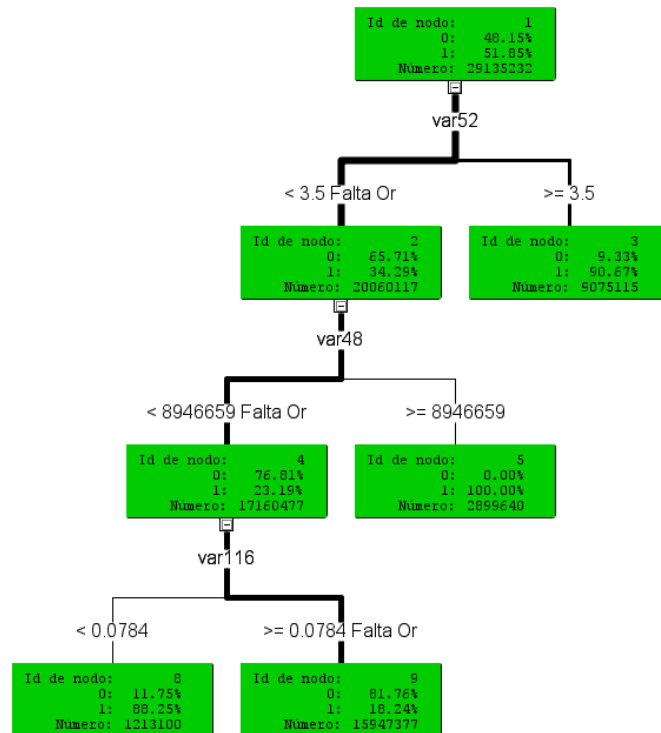 Id de nodo: 1
0: 48.15%
1: 51.85%
Número: 29135232
var52
< 3.5 Falta Or
>= 3.5
Id de nodo: 2
0: 65.71%
1: 34.29%
Número: 20060117
Id de nodo: 3
0: 9.33%
1: 90.67%
Número: 9075115
var48
< 8946659 Falta Or
>= 8946659
Id de nodo: 4
0: 76.81%
1: 23.19%
Número: 17160477
Id de nodo: 5
0: 0.00%
1: 100.00%
Número: 2899640
var116
< 0.0784
>= 0.0784 Falta Or
Id de nodo: 8
0: 11.75%
1: 88.25%
Número: 1213100
Id de nodo: 9
0: 81.76%
1: 18.24%
Número: 15947377